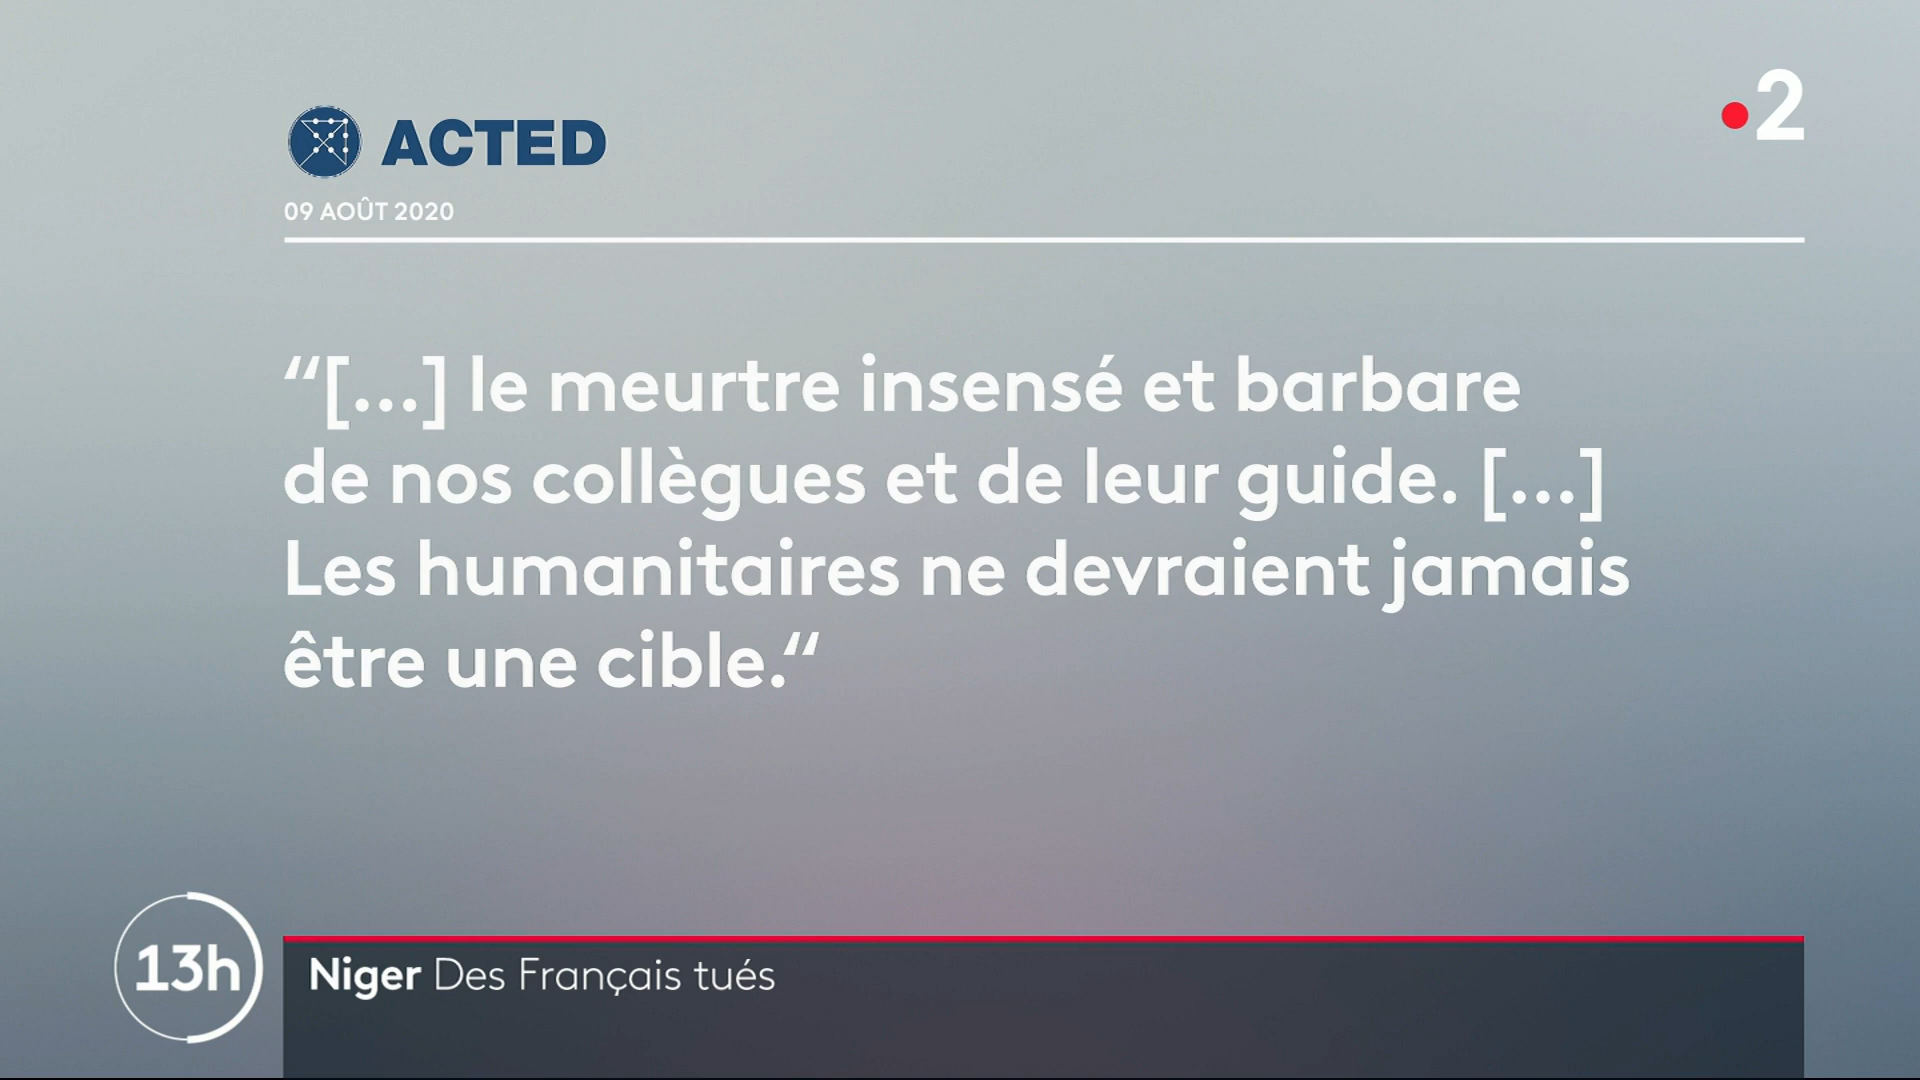 ACTED
2
09 AOÛT 2020
“[...] le meurtre insensé et barbare
de nos collègues et de leur guide. [...]
Les humanitaires ne devraient jamais
être une cible.“
13h
Niger Des Français tués